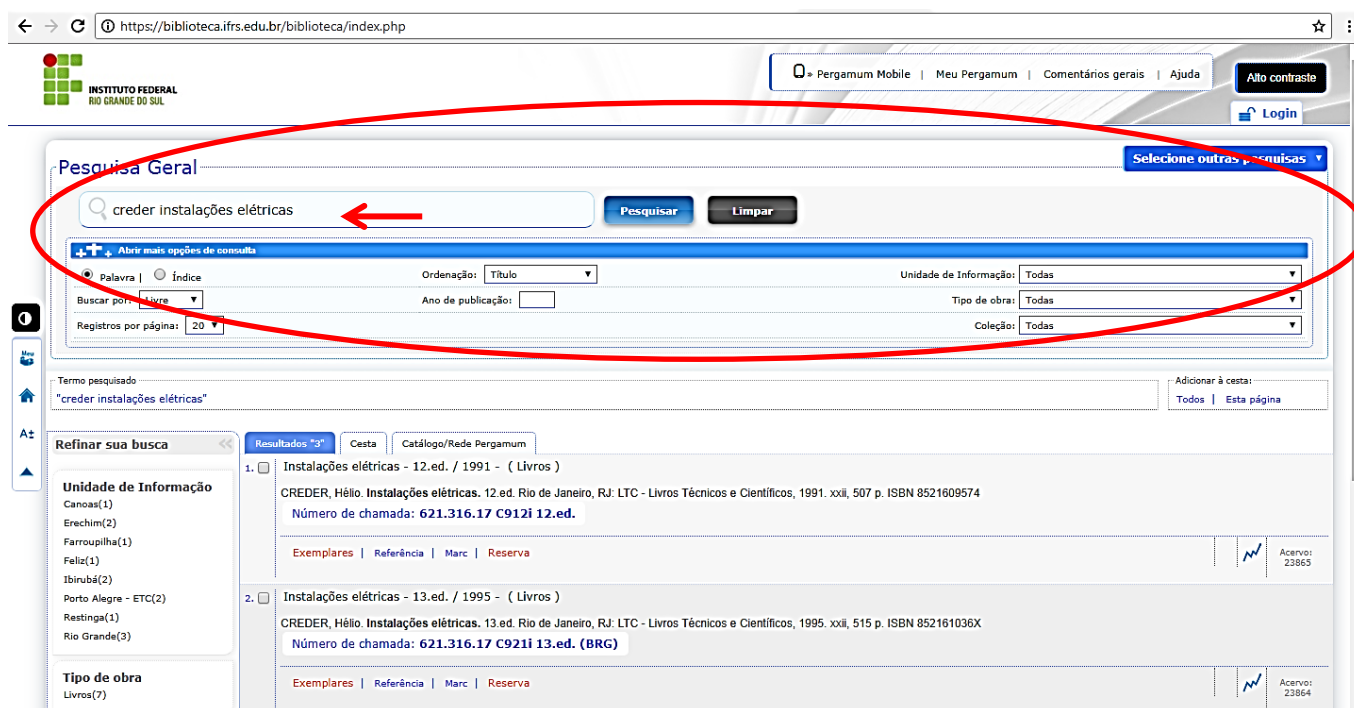 https://biblioteca.ifrs.edu.br/biblioteca/index.php
INSTITUTO FEDERAL
RIO GRANDE DO SUL
» Pergamum Mobile | Meu Pergamum | Comentários gerais | Ajuda
Alto contraste
Login
Pesquisa Geral
Selecione outras pesquisas
creder instalações elétricas
Pesquisar
Limpar
Abrir mais opções de consulta
Palavra | Índice
Ordenação: Título
Unidade de Informação: Todas
Buscar por: Livre
Ano de publicação:
Tipo de obra: Todas
Registros por página: 20
Coleção: Todas
Termo pesquisado
"creder instalações elétricas"
Adicionar à cesta:
Todos | Esta página
Meu
A±
Refinar sua busca
Unidade de Informação
Canoas(1)
Erechim(2)
Farroupilha(1)
Feliz(1)
Ibirubá(2)
Porto Alegre - ETC(2)
Restinga(1)
Rio Grande(3)
Tipo de obra
Livros(7)
Resultados "3"
Cesta
Catálogo/Rede Pergamum
1. Instalações elétricas - 12.ed. / 1991 - ( Livros )
CREDER, Hélio. Instalações elétricas. 12.ed. Rio de Janeiro, RJ: LTC - Livros Técnicos e Científicos, 1991. xxii, 507 p. ISBN 8521609574
Número de chamada: 621.316.17 C912i 12.ed.
Exemplares | Referência | Marc | Reserva
Acervo:
23865
2. Instalações elétricas - 13.ed. / 1995 - ( Livros )
CREDER, Hélio. Instalações elétricas. 13.ed. Rio de Janeiro, RJ: LTC - Livros Técnicos e Científicos, 1995. xxii, 515 p. ISBN 852161036X
Número de chamada: 621.316.17 C921i 13.ed. (BRG)
Exemplares | Referência | Marc | Reserva
Acervo:
23864